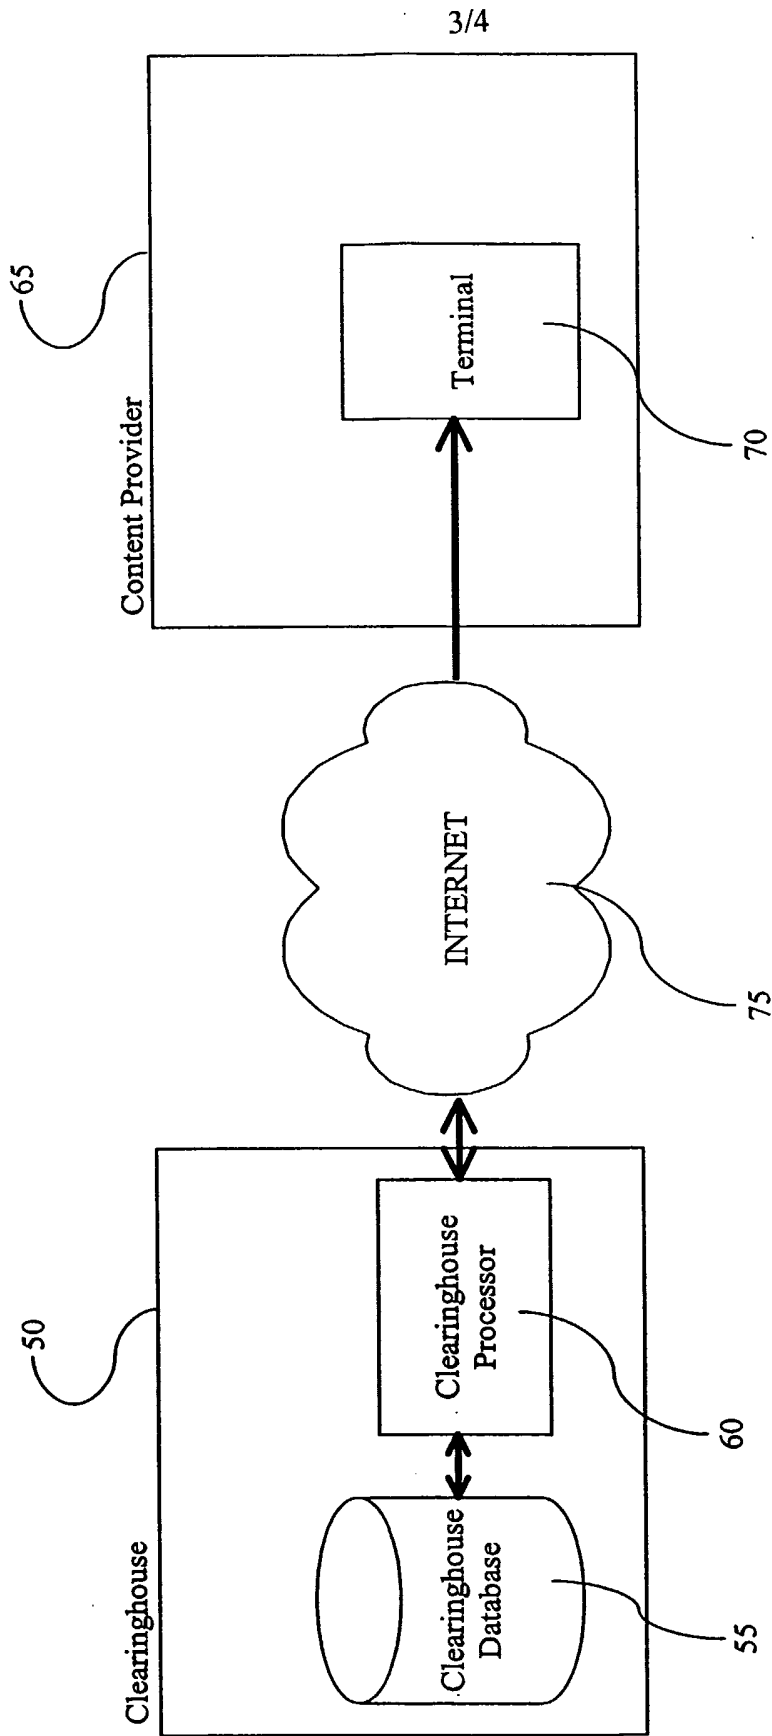 3/4
Clearinghouse
50
Clearinghouse
Database
55
Clearinghouse
Processor
60
INTERNET
75
Content Provider
65
Terminal
70